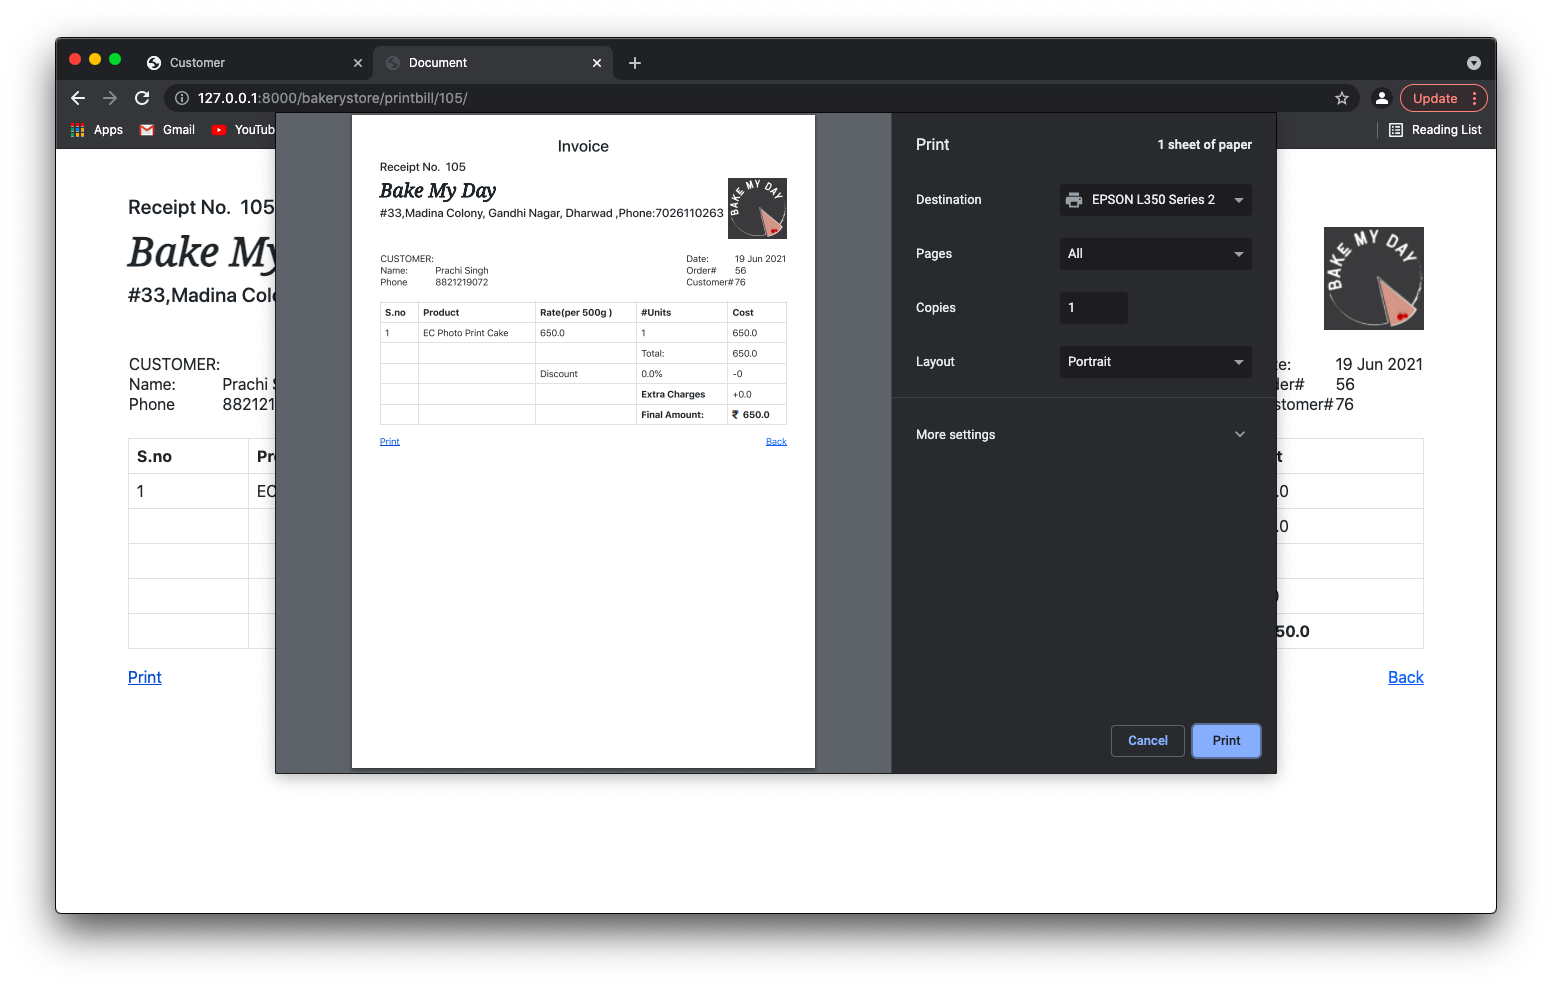 Customer
Document
127.0.0.1:8000/bakerystore/printbill/105/
Update
Apps
Gmail
YouTub
Reading List
Receipt No. 105
Bake My
#33,Madina Colo
CUSTOMER:
Name: Prachi S
Phone 882121
S.no Pr
1 EC
Print
Invoice
Receipt No. 105
Bake My Day
#33,Madina Colony, Gandhi Nagar, Dharwad ,Phone:7026110263
BAKE MY DAY
CUSTOMER: Date: 19 Jun 2021
Name: Prachi Singh Order# 56
Phone 8821219072 Customer# 76
S.no Product Rate(per 500g ) #Units Cost
1 EC Photo Print Cake 650.0 1 650.0
Total: 650.0
Discount 0.0% -0
Extra Charges +0.0
Final Amount: ₹ 650.0
Print Back
Print 1 sheet of paper
Destination EPSON L350 Series 2
Pages All
Copies 1
Layout Portrait
More settings
Cancel Print
BAKE MY DAY
te: 19 Jun 2021
der# 56
stomer# 76
t
.0
.0
)
50.0
Back